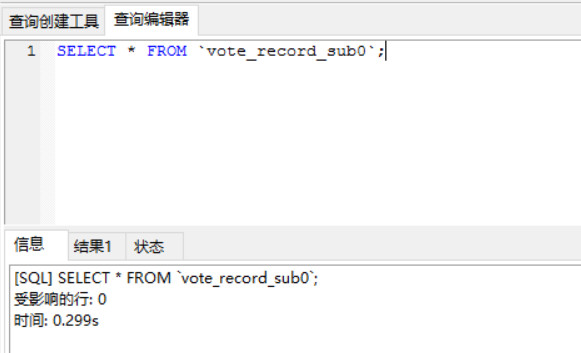 查询创建工具 查询编辑器
1 SELECT * FROM `vote_record_sub0`;
信息 结果1 状态
[SQL] SELECT * FROM `vote_record_sub0`;
受影响的行: 0
时间: 0.299s